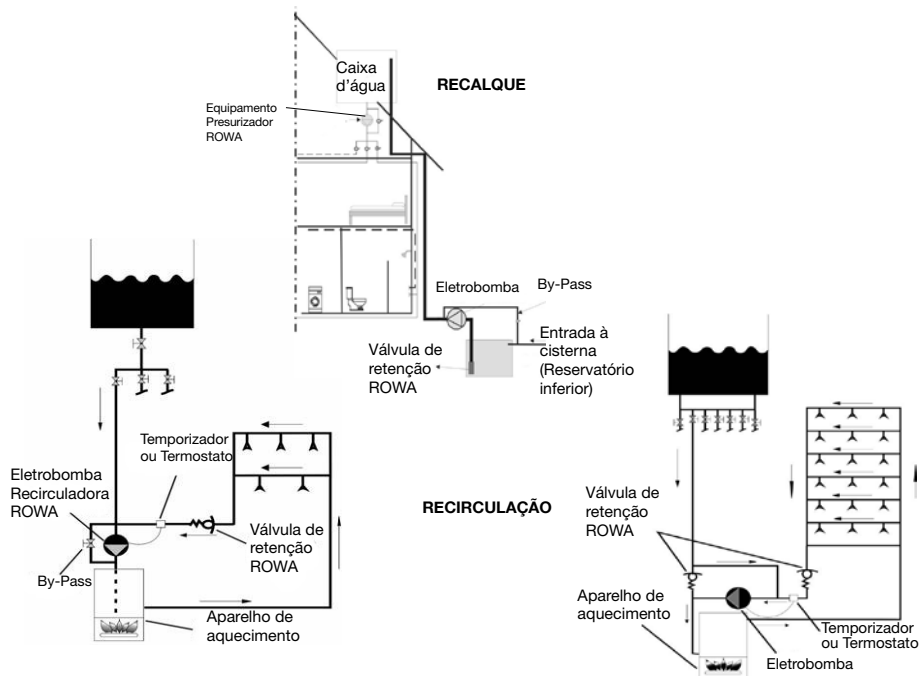 Caixa
d'água
RECALQUE
Equipamento
Presurizador
ROWA
Eletrobomba
By-Pass
Válvula de
retenção
ROWA
Entrada à
cisterna
(Reservatório
inferior)
Temporizador
ou Termostato
Eletrobomba
Recirculadora
ROWA
By-Pass
Válvula de
retenção
ROWA
Aparelho de
aquecimento
RECIRCULAÇÃO
Válvula de
retenção
ROWA
Aparelho de
aquecimento
Temporizador
ou Termostato
Eletrobomba